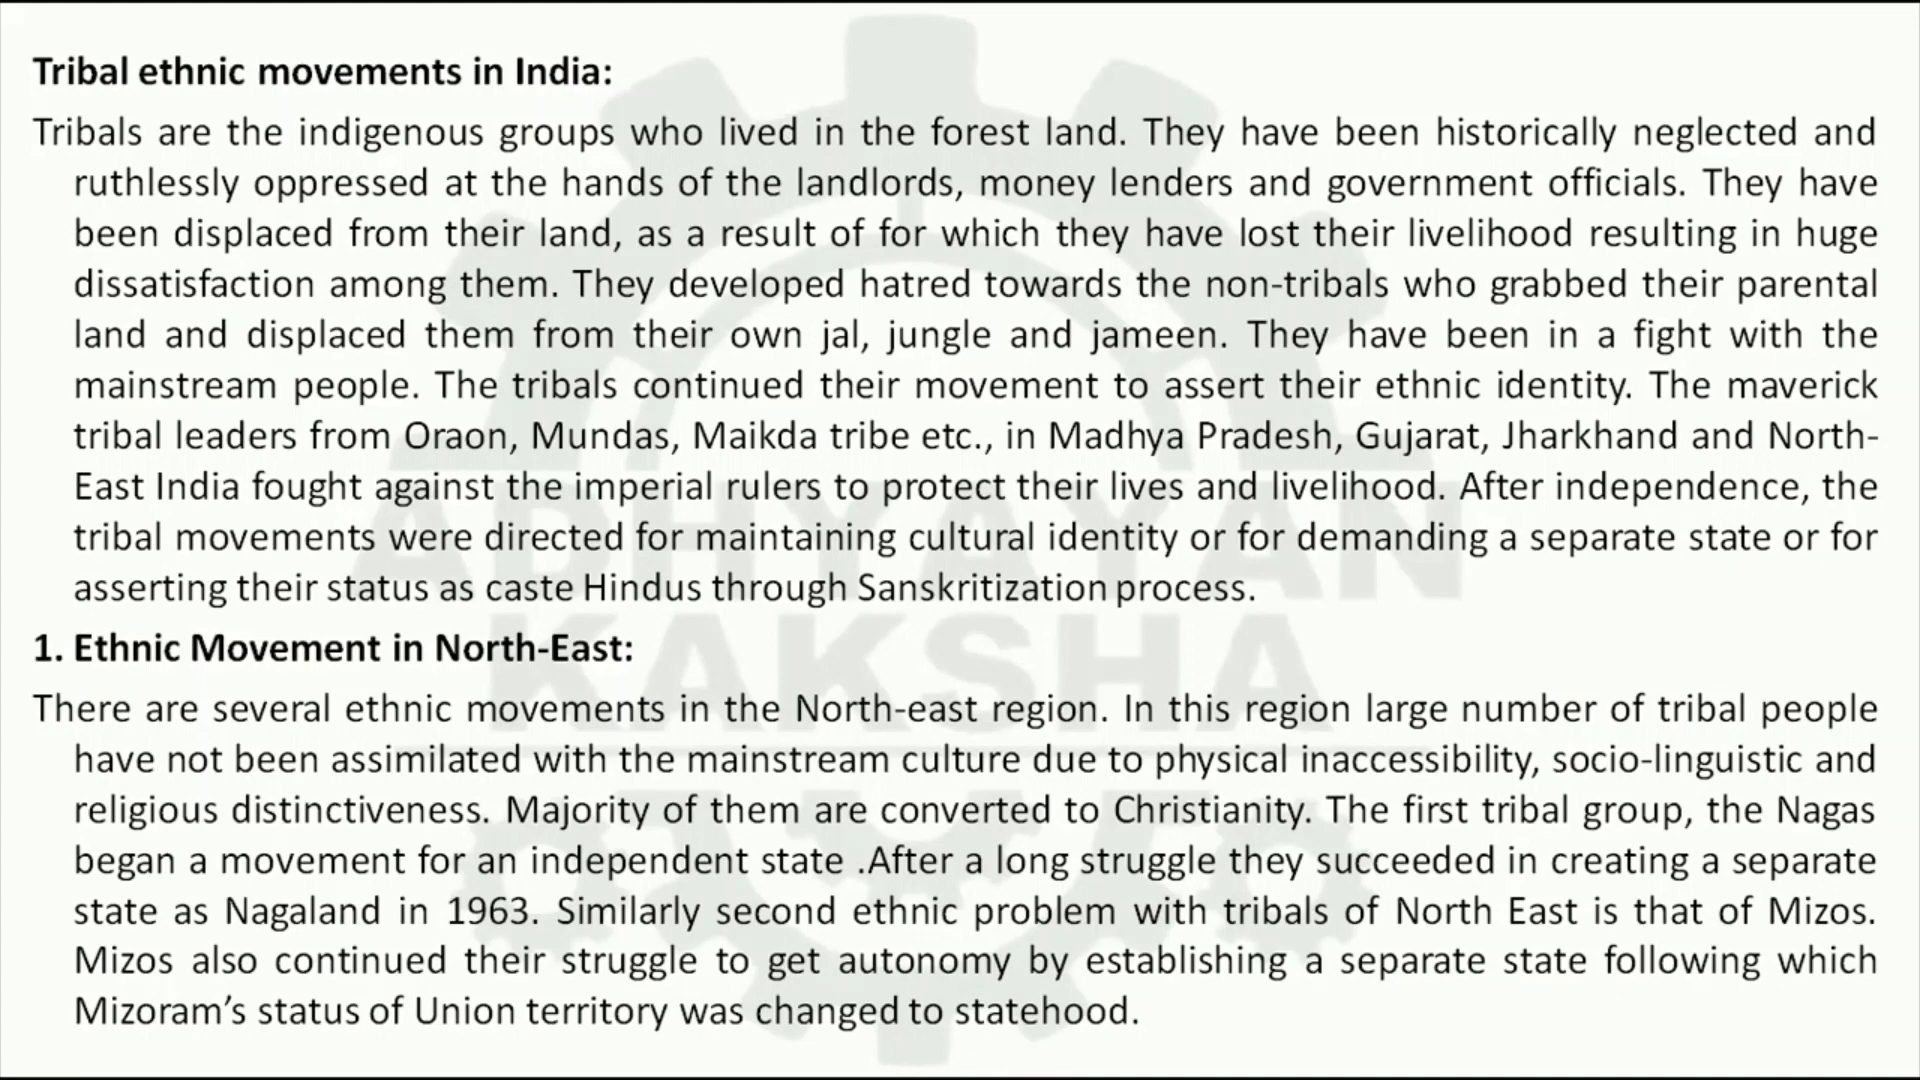 Tribal ethnic movements in India:
Tribals are the indigenous groups who lived in the forest land. They have been historically neglected and
ruthlessly oppressed at the hands of the landlords, money lenders and government officials. They have
been displaced from their land, as a result of for which they have lost their livelihood resulting in huge
dissatisfaction among them. They developed hatred towards the non-tribals who grabbed their parental
land and displaced them from their own jal, jungle and jameen. They have been in a fight with the
mainstream people. The tribals continued their movement to assert their ethnic identity. The maverick
tribal leaders from Oraon, Mundas, Maikda tribe etc., in Madhya Pradesh, Gujarat, Jharkhand and North-
East India fought against the imperial rulers to protect their lives and livelihood. After independence, the
tribal movements were directed for maintaining cultural identity or for demanding a separate state or for
asserting their status as caste Hindus through Sanskritization process.
1. Ethnic Movement in North-East:
There are several ethnic movements in the North-east region. In this region large number of tribal people
have not been assimilated with the mainstream culture due to physical inaccessibility, socio-linguistic and
religious distinctiveness. Majority of them are converted to Christianity. The first tribal group, the Nagas
began a movement for an independent state .After a long struggle they succeeded in creating a separate
state as Nagaland in 1963. Similarly second ethnic problem with tribals of North East is that of Mizos.
Mizos also continued their struggle to get autonomy by establishing a separate state following which
Mizoram’s status of Union territory was changed to statehood.
ADHYAYAN
KAKSHA